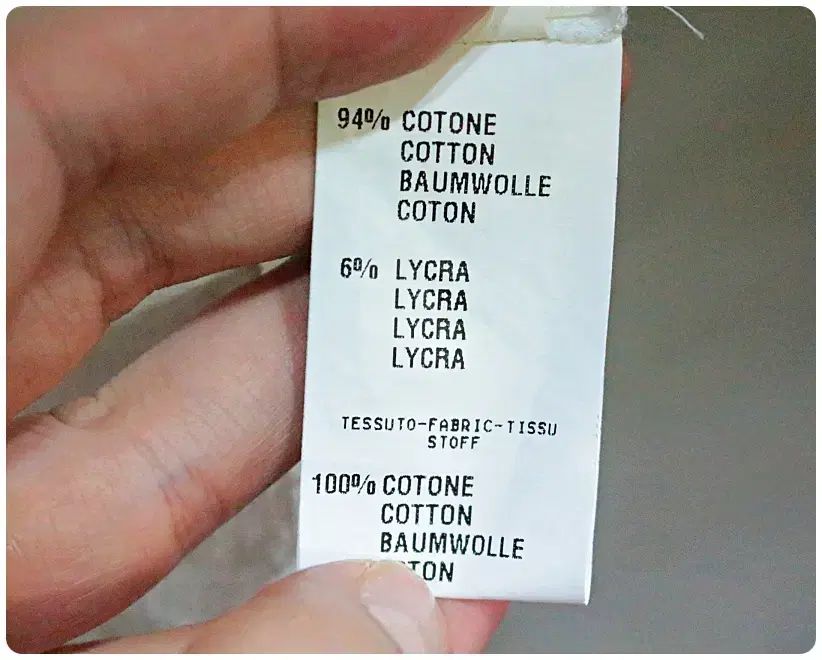 94% COTONE
COTTON
BAUMWOLLE
COTON
6% LYCRA
LYCRA
LYCRA
LYCRA
TESSUTO-FABRIC-TISSU
STOFF
100% COTONE
COTTON
BAUMWOLLE